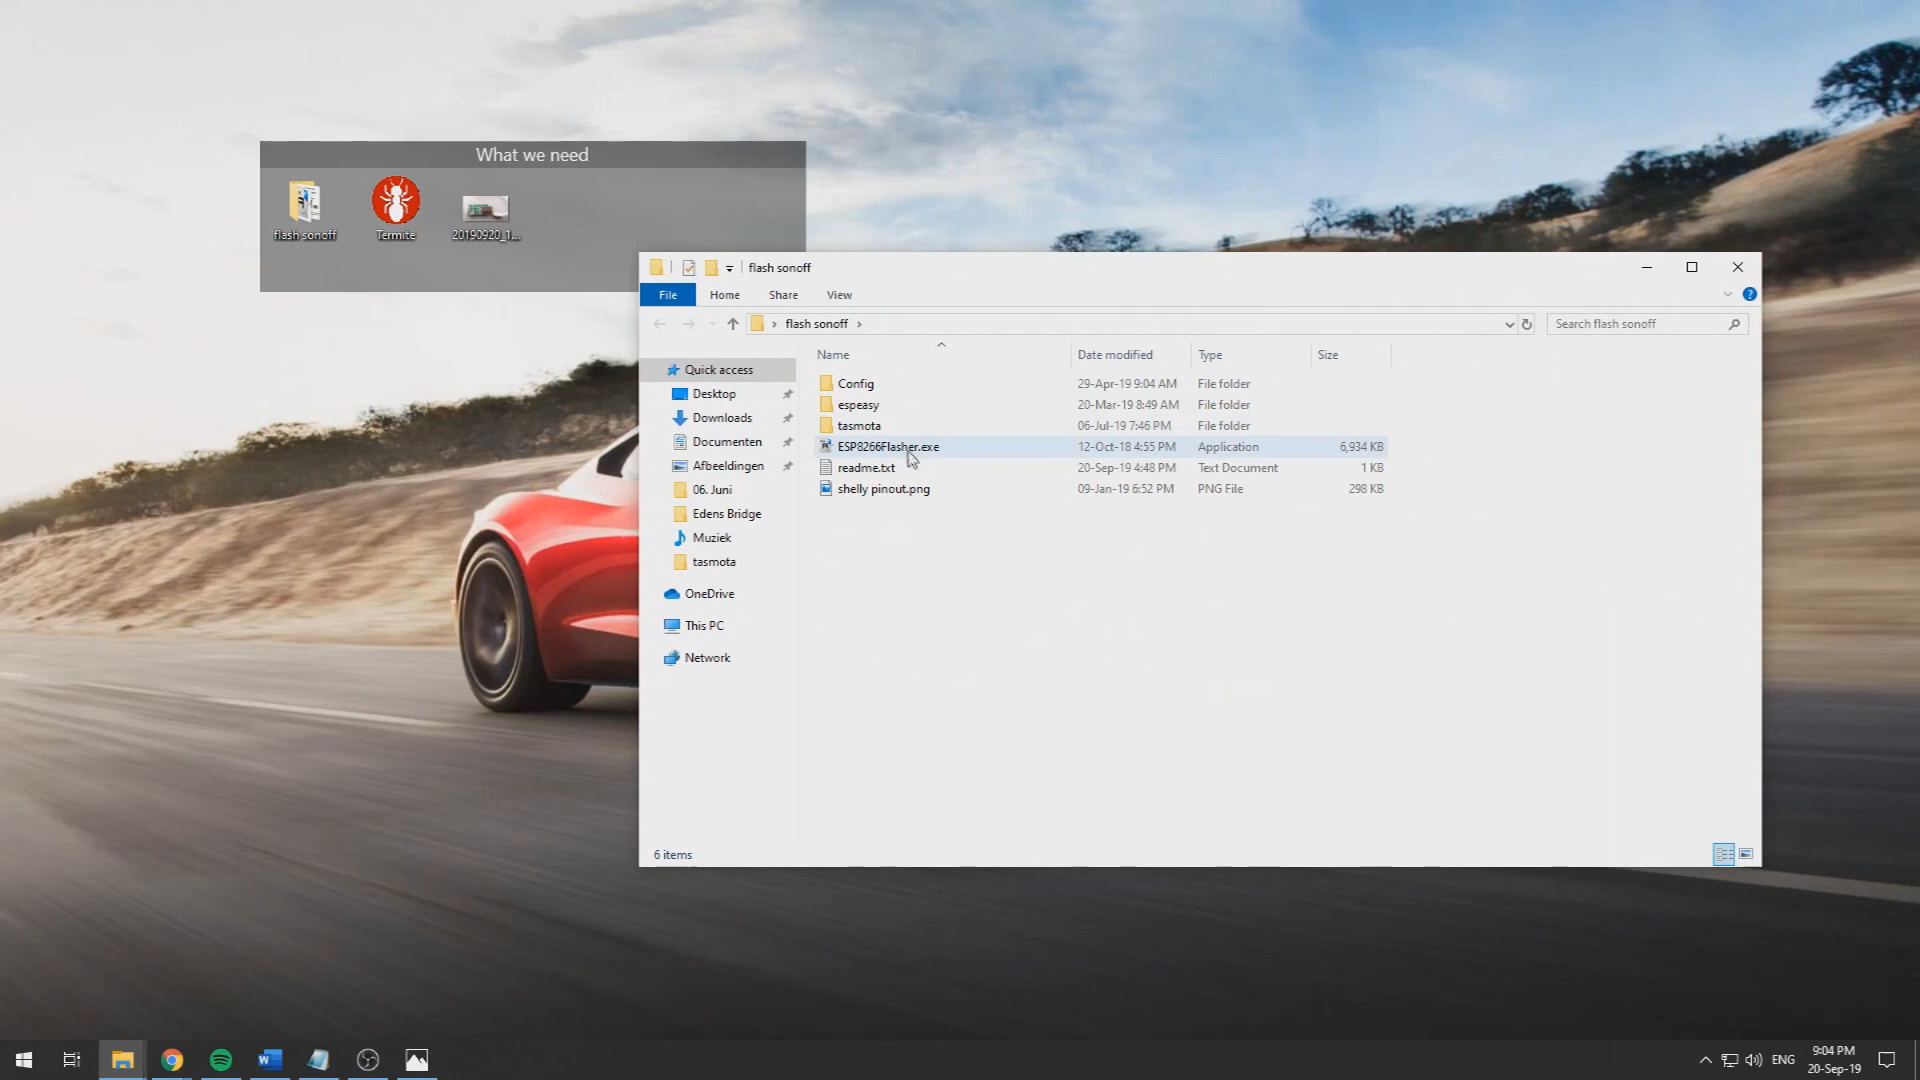 What we need
flash sonoff
Termite
20190920_1...
flash sonoff
File
Home
Share
View
flash sonoff
Search flash sonoff
Name
Date modified
Type
Size
Quick access
Desktop
Downloads
Documenten
Afbeeldingen
06. Juni
Edens Bridge
Muziek
tasmota
OneDrive
This PC
Network
Config 29-Apr-19 9:04 AM File folder
espeasy 20-Mar-19 8:49 AM File folder
tasmota 06-Jul-19 7:46 PM File folder
ESP8266Flasher.exe 12-Oct-18 4:55 PM Application 6,934 KB
readme.txt 20-Sep-19 4:48 PM Text Document 1 KB
shelly pinout.png 09-Jan-19 6:52 PM PNG File 298 KB
6 items
ENG
9:04 PM
20-Sep-19